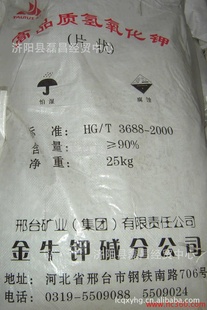 济阳县磊昌经贸中心
高品质氢氧化钾
(片状)
怕湿
腐蚀
标准: HG/T 3688-2000
含量: ≥90%
净重: 25kg
邢台矿业(集团)有限责任公司
金牛钾碱分公司
地址:河北省邢台市钢铁南路706号
电话:0319-5509088 5509024